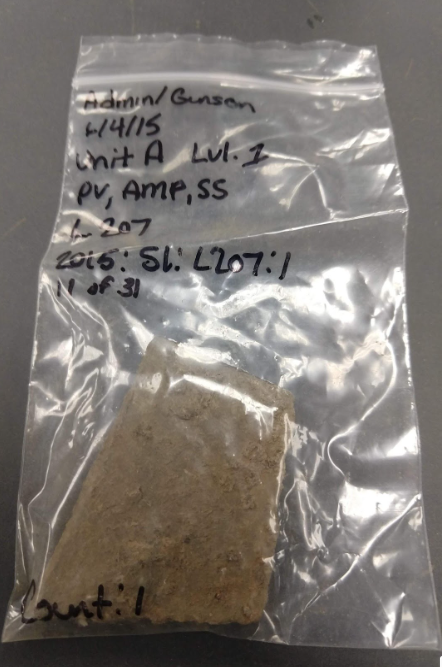 Admin/Gunson
6/4/15
Unit A Lvl. 1
PV, AMP, SS
L 207
2015: S1: L207:1
11 of 31
Count: 1